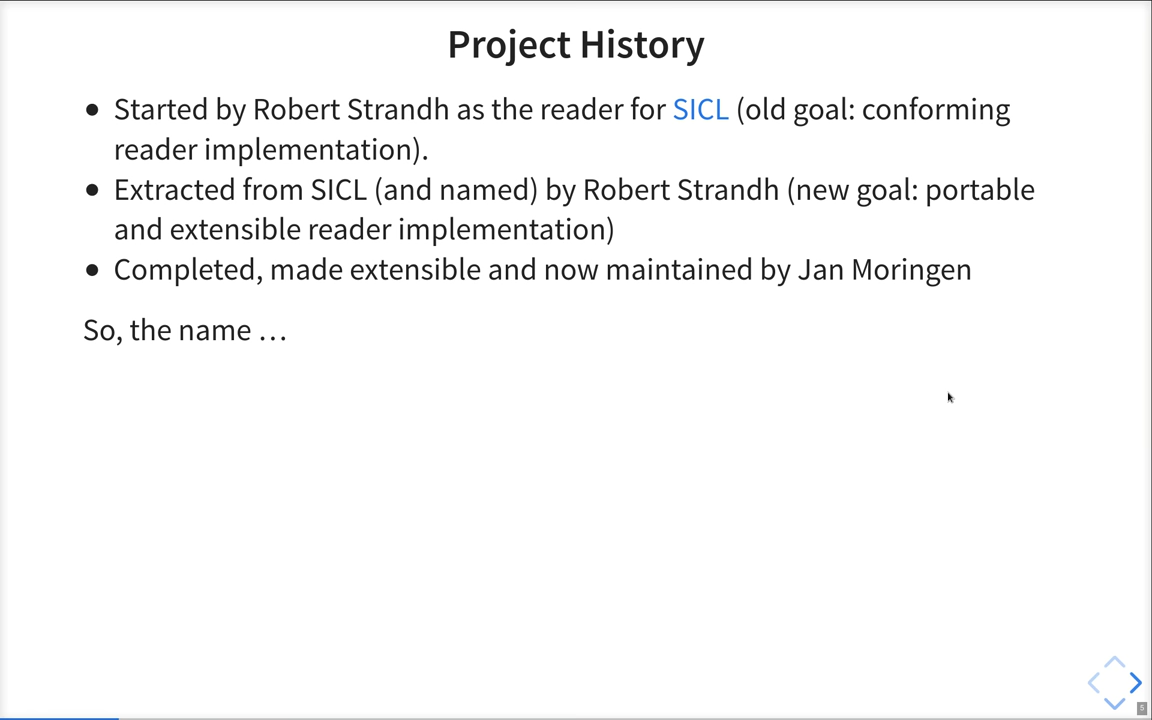 Project History
● Started by Robert Strandh as the reader for SICL (old goal: conforming
reader implementation).
● Extracted from SICL (and named) by Robert Strandh (new goal: portable
and extensible reader implementation)
● Completed, made extensible and now maintained by Jan Moringen
So, the name …
5